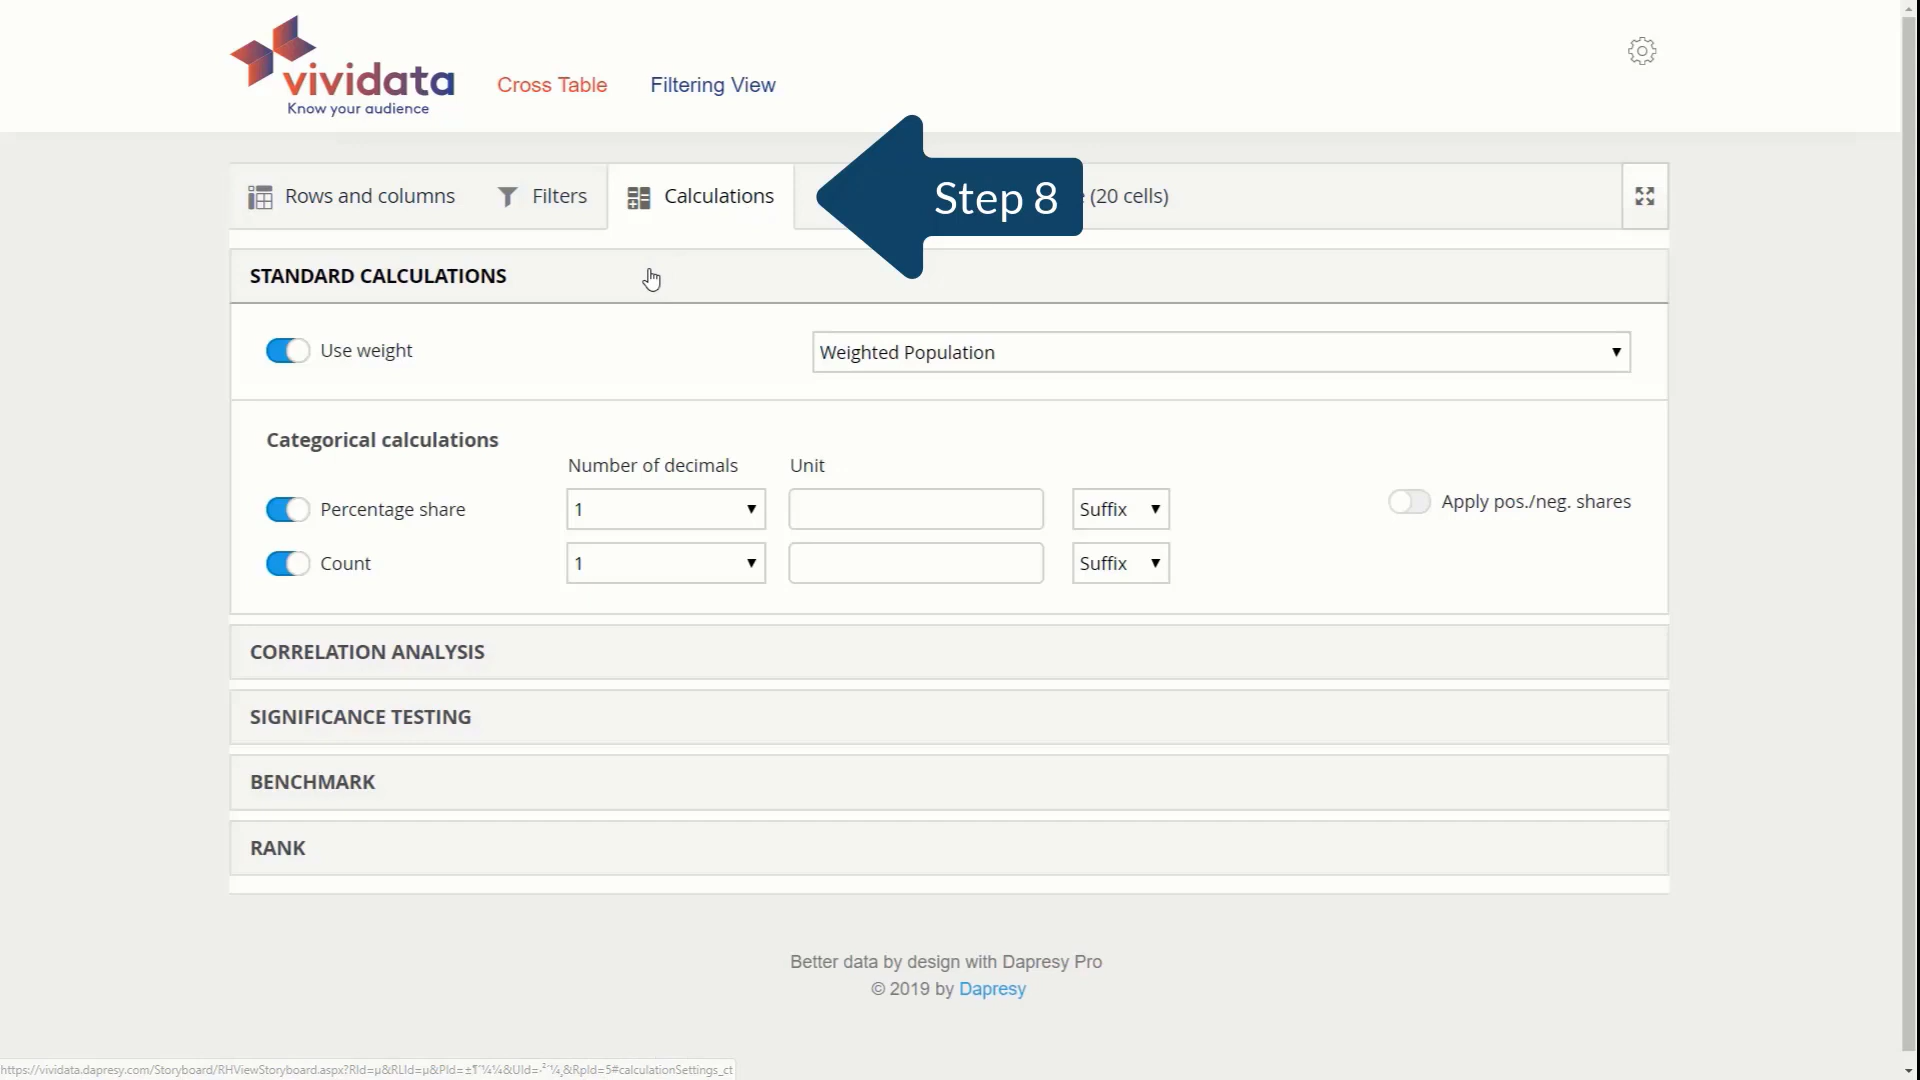 vividata
Know your audience
Cross Table
Filtering View
Rows and columns
Filters
Calculations
Step 8
(20 cells)
STANDARD CALCULATIONS
Use weight
Weighted Population
Categorical calculations
Number of decimals
Unit
Percentage share
1
Suffix
Apply pos./neg. shares
Count
1
Suffix
CORRELATION ANALYSIS
SIGNIFICANCE TESTING
BENCHMARK
RANK
Better data by design with Dapresy Pro
© 2019 by Dapresy